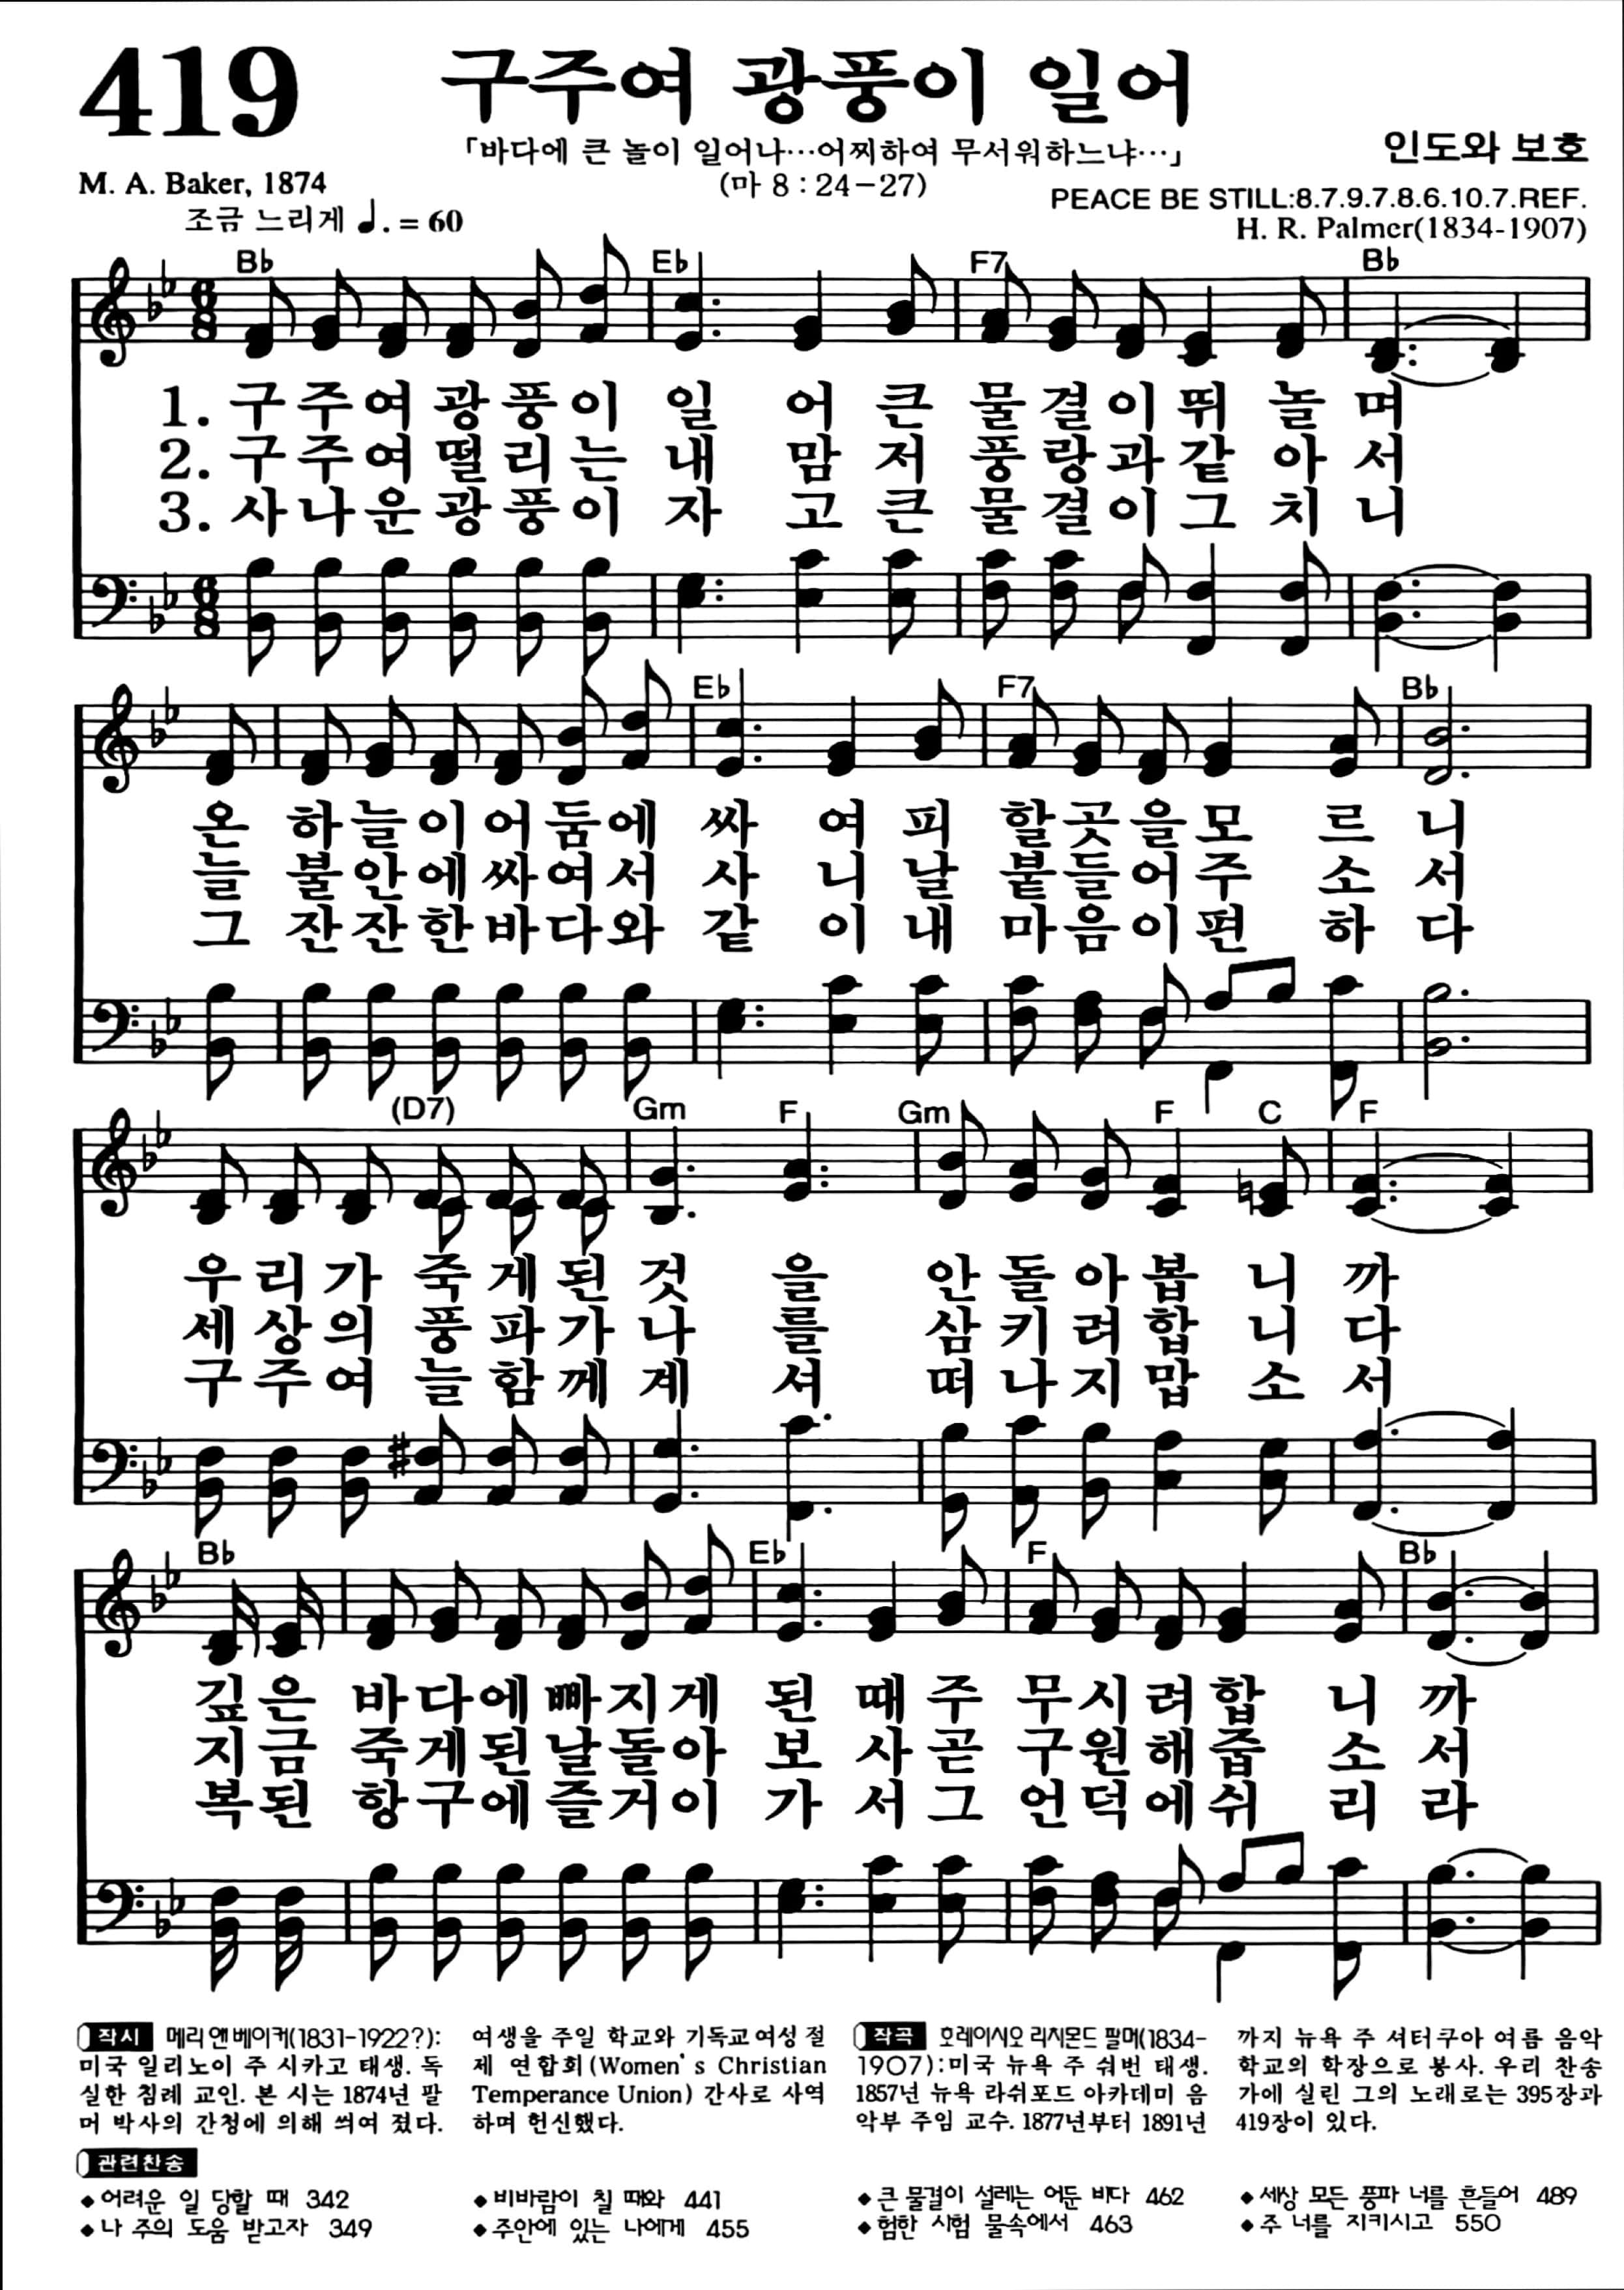 419
구주여 광풍이 일어
「바다에 큰 놀이 일어나…어찌하여 무서워하느냐…」
(마 8 : 24－27)
인도와 보호
M. A. Baker, 1874
조금 느리게 ♩. = 60
PEACE BE STILL:8.7.9.7.8.6.10.7.REF.
H. R. Palmer(1834-1907)
B♭ E♭ F7 B♭
6/8
1. 구주여광풍이 일 어 큰 물결이뛰 놀 며
2. 구주여떨리는 내 맘 저 풍랑과같 아 서
3. 사나운광풍이 자 고 큰 물결이그 치 니
6/8
E♭ F7 B♭
온 하늘이어둠에 싸 여 피 할곳을모 르 니
늘 불안에싸여서 사 니 날 붙들어주 소 서
그 잔잔한바다와 같 이 내 마음이편 하 다
(D7) Gm F Gm F C F
우리가 죽게된 것 을 안돌아봅 니 까
세상의 풍파가나 를 삼키려합 니 다
구주여 늘함께 계 셔 떠나지맙 소 서
B♭ E♭ F B♭
깊은 바다에빠지게 된 때주 무시려합 니 까
지금 죽게된날돌아 보 사곧 구원해줍 소 서
복된 항구에즐거이 가 서그 언덕에쉬 리 라
작시 메리 앤 베이커(1831-1922?):
미국 일리노이 주 시카고 태생. 독
실한 침례 교인. 본 시는 1874년 팔
머 박사의 간청에 의해 씌여 졌다.
여생을 주일 학교와 기독교 여성 절
제 연합회(Women's Christian
Temperance Union) 간사로 사역
하며 헌신했다.
작곡 호레이시오 리치몬드 팔머(1834-
1907):미국 뉴욕 주 쉬번 태생.
1857년 뉴욕 라쉬포드 아카데미 음
악부 주임 교수. 1877년부터 1891년
까지 뉴욕 주 셔터쿠아 여름 음악
학교의 학장으로 봉사. 우리 찬송
가에 실린 그의 노래로는 395장과
419장이 있다.
관련찬송
◆어려운 일 당할 때 342
◆나 주의 도움 받고자 349
◆비바람이 칠 때와 441
◆주안에 있는 나에게 455
◆큰 물결이 설레는 어둔 바다 462
◆험한 시험 물속에서 463
◆세상 모든 풍파 너를 흔들어 489
◆주 너를 지키시고 550